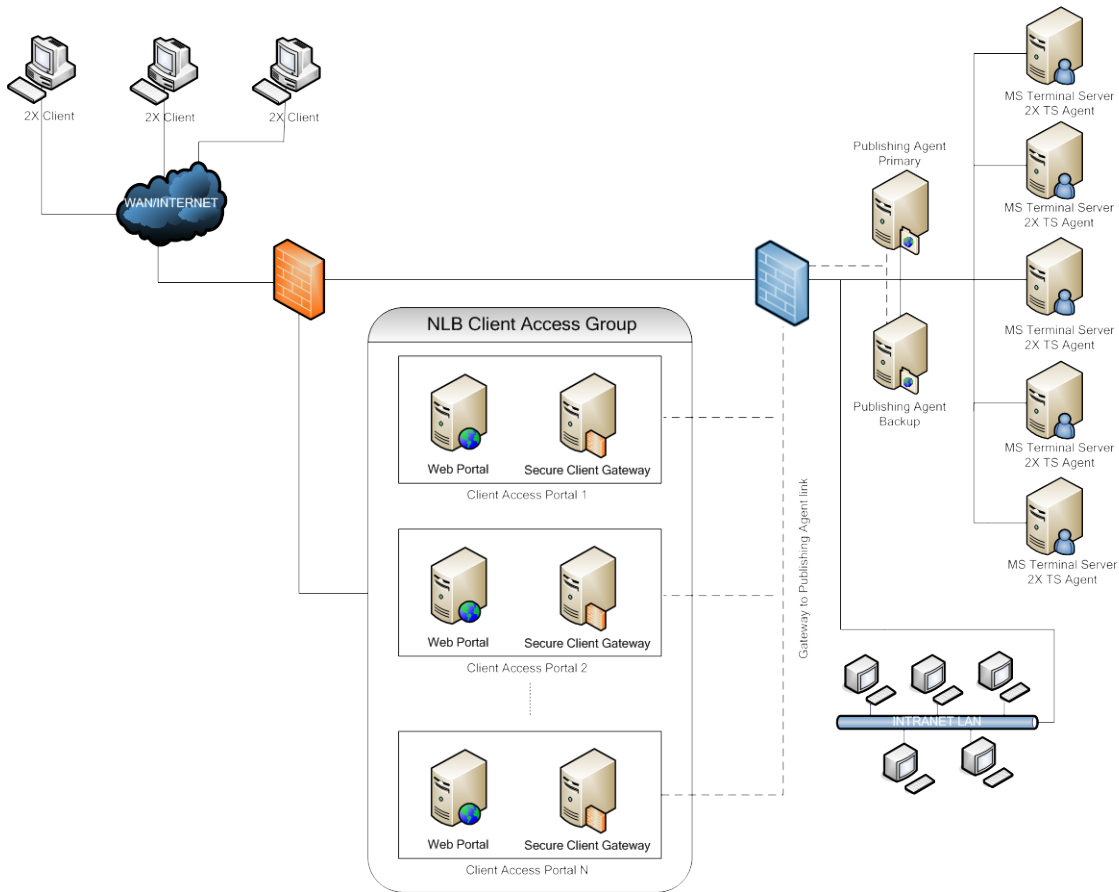 2X Client
2X Client
2X Client
WAN/INTERNET
MS Terminal Server
2X TS Agent
Publishing Agent
Primary
MS Terminal Server
2X TS Agent
MS Terminal Server
2X TS Agent
Publishing Agent
Backup
MS Terminal Server
2X TS Agent
MS Terminal Server
2X TS Agent
NLB Client Access Group
Web Portal
Secure Client Gateway
Client Access Portal 1
Web Portal
Secure Client Gateway
Client Access Portal 2
Web Portal
Secure Client Gateway
Client Access Portal N
Gateway to Publishing Agent link
INTRANET LAN